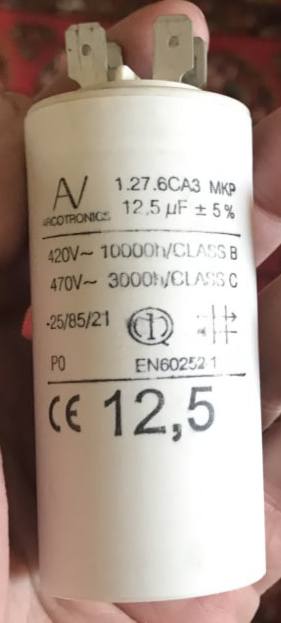 1.27.6CA3 MKP
ARCOTRONICS 12,5 µF ± 5%
420V~ 10000h/CLASS B
470V~ 3000h/CLASS C
-25/85/21
P0 EN60252-1
CE 12,5